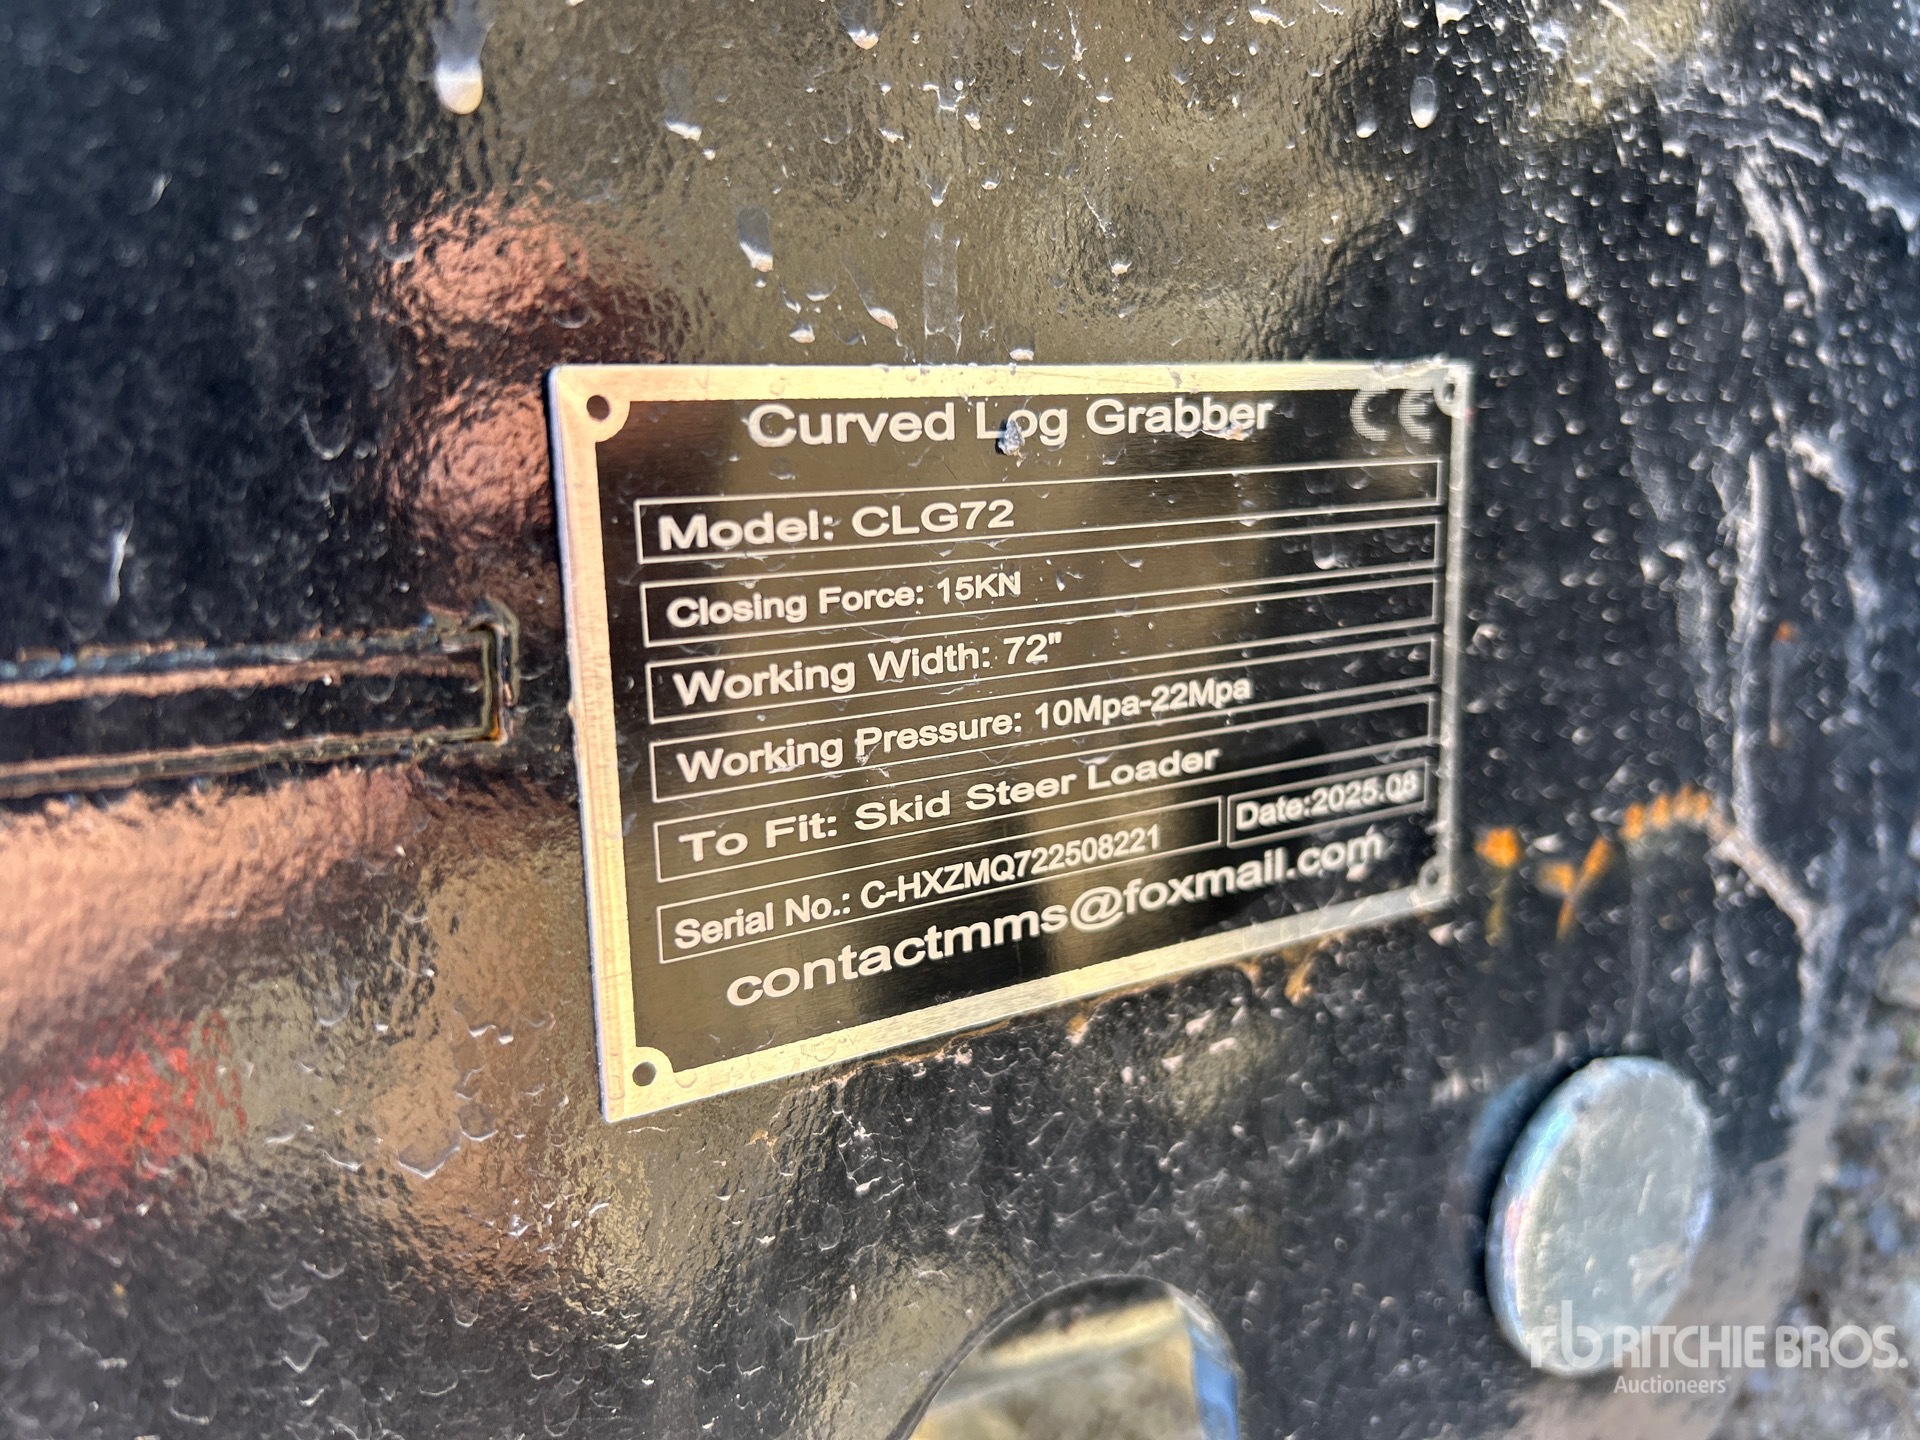 Curved Log Grabber CE
Model: CLG72
Closing Force: 15KN
Working Width: 72"
Working Pressure: 10Mpa-22Mpa
To Fit: Skid Steer Loader
Serial No.: C-HXZMQ722508221 Date:2025.08
contactmms@foxmail.com
rb RITCHIE BROS.
Auctioneers